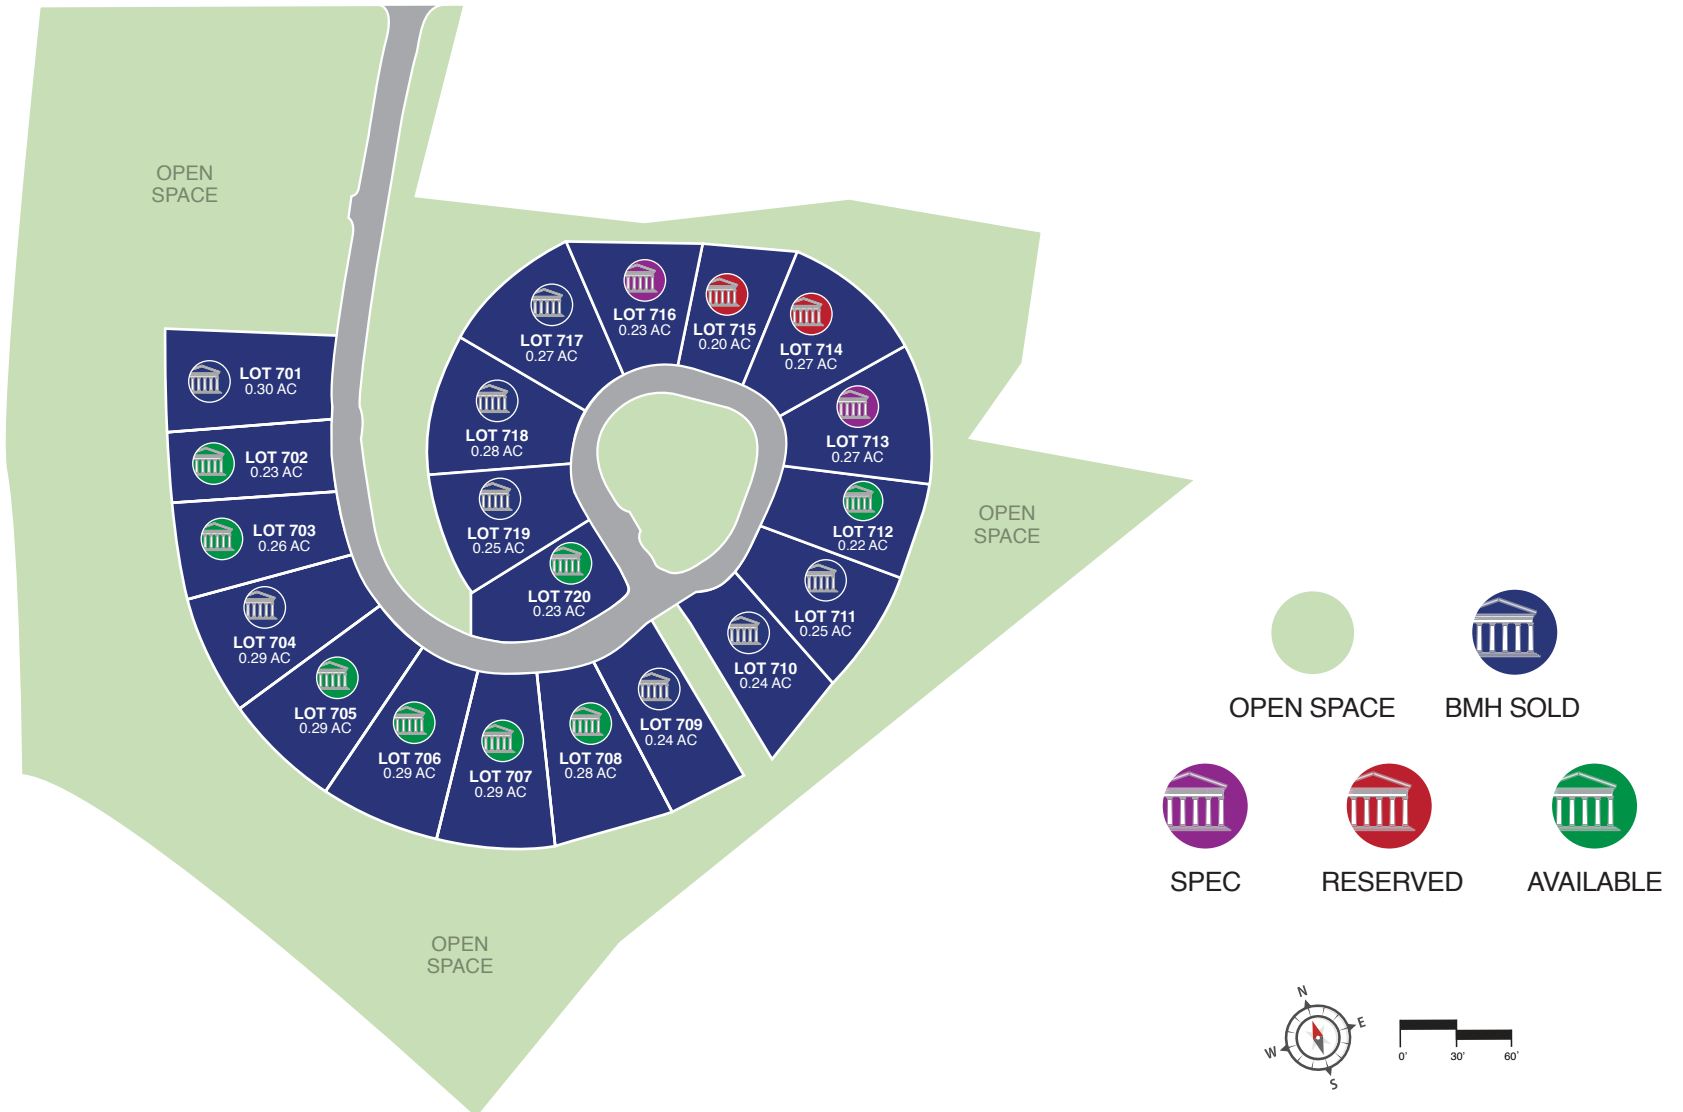 OPEN
SPACE
LOT 701
0.30 AC
LOT 702
0.23 AC
LOT 703
0.26 AC
LOT 704
0.29 AC
LOT 705
0.29 AC
LOT 706
0.29 AC
LOT 707
0.29 AC
LOT 708
0.28 AC
LOT 709
0.24 AC
LOT 710
0.24 AC
LOT 711
0.25 AC
LOT 712
0.22 AC
LOT 713
0.27 AC
LOT 714
0.27 AC
LOT 715
0.20 AC
LOT 716
0.23 AC
LOT 717
0.27 AC
LOT 718
0.28 AC
LOT 719
0.25 AC
LOT 720
0.23 AC
OPEN
SPACE
OPEN
SPACE
OPEN SPACE
BMH SOLD
SPEC
RESERVED
AVAILABLE
N
E
W
S
0' 30' 60'